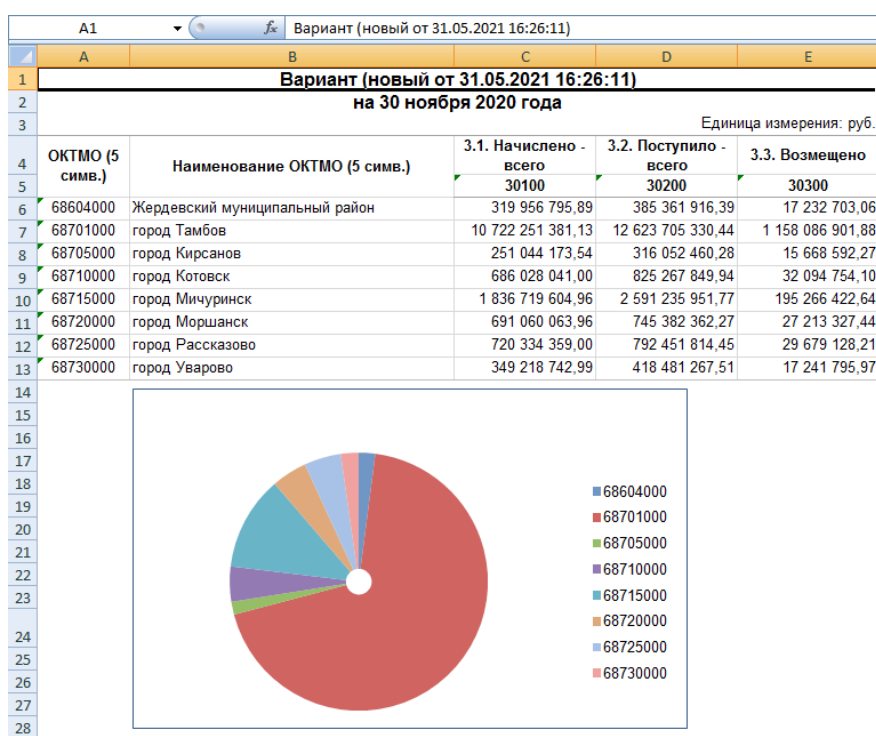 A1 fx Вариант (новый от 31.05.2021 16:26:11)
A B C D E
1 Вариант (новый от 31.05.2021 16:26:11)
2 на 30 ноября 2020 года
3 Единица измерения: руб.
4 ОКТМО (5 симв.) Наименование ОКТМО (5 симв.) 3.1. Начислено - всего 3.2. Поступило - всего 3.3. Возмещено
5 30100 30200 30300
6 68604000 Жердевский муниципальный район 319 956 795,89 385 361 916,39 17 232 703,06
7 68701000 город Тамбов 10 722 251 381,13 12 623 705 330,44 1 158 086 901,88
8 68705000 город Кирсанов 251 044 173,54 316 052 460,28 15 668 592,27
9 68710000 город Котовск 686 028 041,00 825 267 849,94 32 094 754,10
10 68715000 город Мичуринск 1 836 719 604,96 2 591 235 951,77 195 266 422,64
11 68720000 город Моршанск 691 060 063,96 745 382 362,27 27 213 327,44
12 68725000 город Рассказово 720 334 359,00 792 451 814,45 29 679 128,21
13 68730000 город Уварово 349 218 742,99 418 481 267,51 17 241 795,97
14
15
16
17
18
19
20
21
22
23
24
25
26
27
28
68604000
68701000
68705000
68710000
68715000
68720000
68725000
68730000